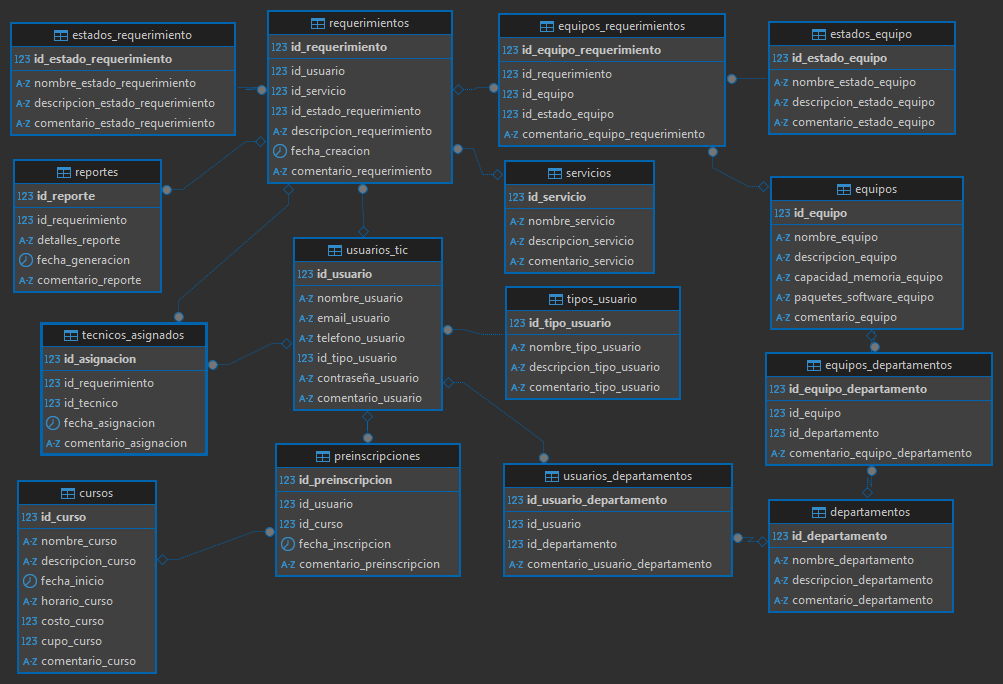 estados_requerimiento
123 id_estado_requerimiento
A-Z nombre_estado_requerimiento
A-Z descripcion_estado_requerimiento
A-Z comentario_estado_requerimiento
requerimientos
123 id_requerimiento
123 id_usuario
123 id_servicio
123 id_estado_requerimiento
A-Z descripcion_requerimiento
fecha_creacion
A-Z comentario_requerimiento
equipos_requerimientos
123 id_equipo_requerimiento
123 id_requerimiento
123 id_equipo
123 id_estado_equipo
A-Z comentario_equipo_requerimiento
estados_equipo
123 id_estado_equipo
A-Z nombre_estado_equipo
A-Z descripcion_estado_equipo
A-Z comentario_estado_equipo
reportes
123 id_reporte
123 id_requerimiento
A-Z detalles_reporte
fecha_generacion
A-Z comentario_reporte
servicios
123 id_servicio
A-Z nombre_servicio
A-Z descripcion_servicio
A-Z comentario_servicio
equipos
123 id_equipo
A-Z nombre_equipo
A-Z descripcion_equipo
A-Z capacidad_memoria_equipo
A-Z paquetes_software_equipo
A-Z comentario_equipo
usuarios_tic
123 id_usuario
A-Z nombre_usuario
A-Z email_usuario
A-Z telefono_usuario
123 id_tipo_usuario
A-Z contraseña_usuario
A-Z comentario_usuario
tipos_usuario
123 id_tipo_usuario
A-Z nombre_tipo_usuario
A-Z descripcion_tipo_usuario
A-Z comentario_tipo_usuario
tecnicos_asignados
123 id_asignacion
123 id_requerimiento
123 id_tecnico
fecha_asignacion
A-Z comentario_asignacion
equipos_departamentos
123 id_equipo_departamento
123 id_equipo
123 id_departamento
A-Z comentario_equipo_departamento
preinscripciones
123 id_preinscripcion
123 id_usuario
123 id_curso
fecha_inscripcion
A-Z comentario_preinscripcion
usuarios_departamentos
123 id_usuario_departamento
123 id_usuario
123 id_departamento
A-Z comentario_usuario_departamento
cursos
123 id_curso
A-Z nombre_curso
A-Z descripcion_curso
fecha_inicio
A-Z horario_curso
123 costo_curso
123 cupo_curso
A-Z comentario_curso
departamentos
123 id_departamento
A-Z nombre_departamento
A-Z descripcion_departamento
A-Z comentario_departamento